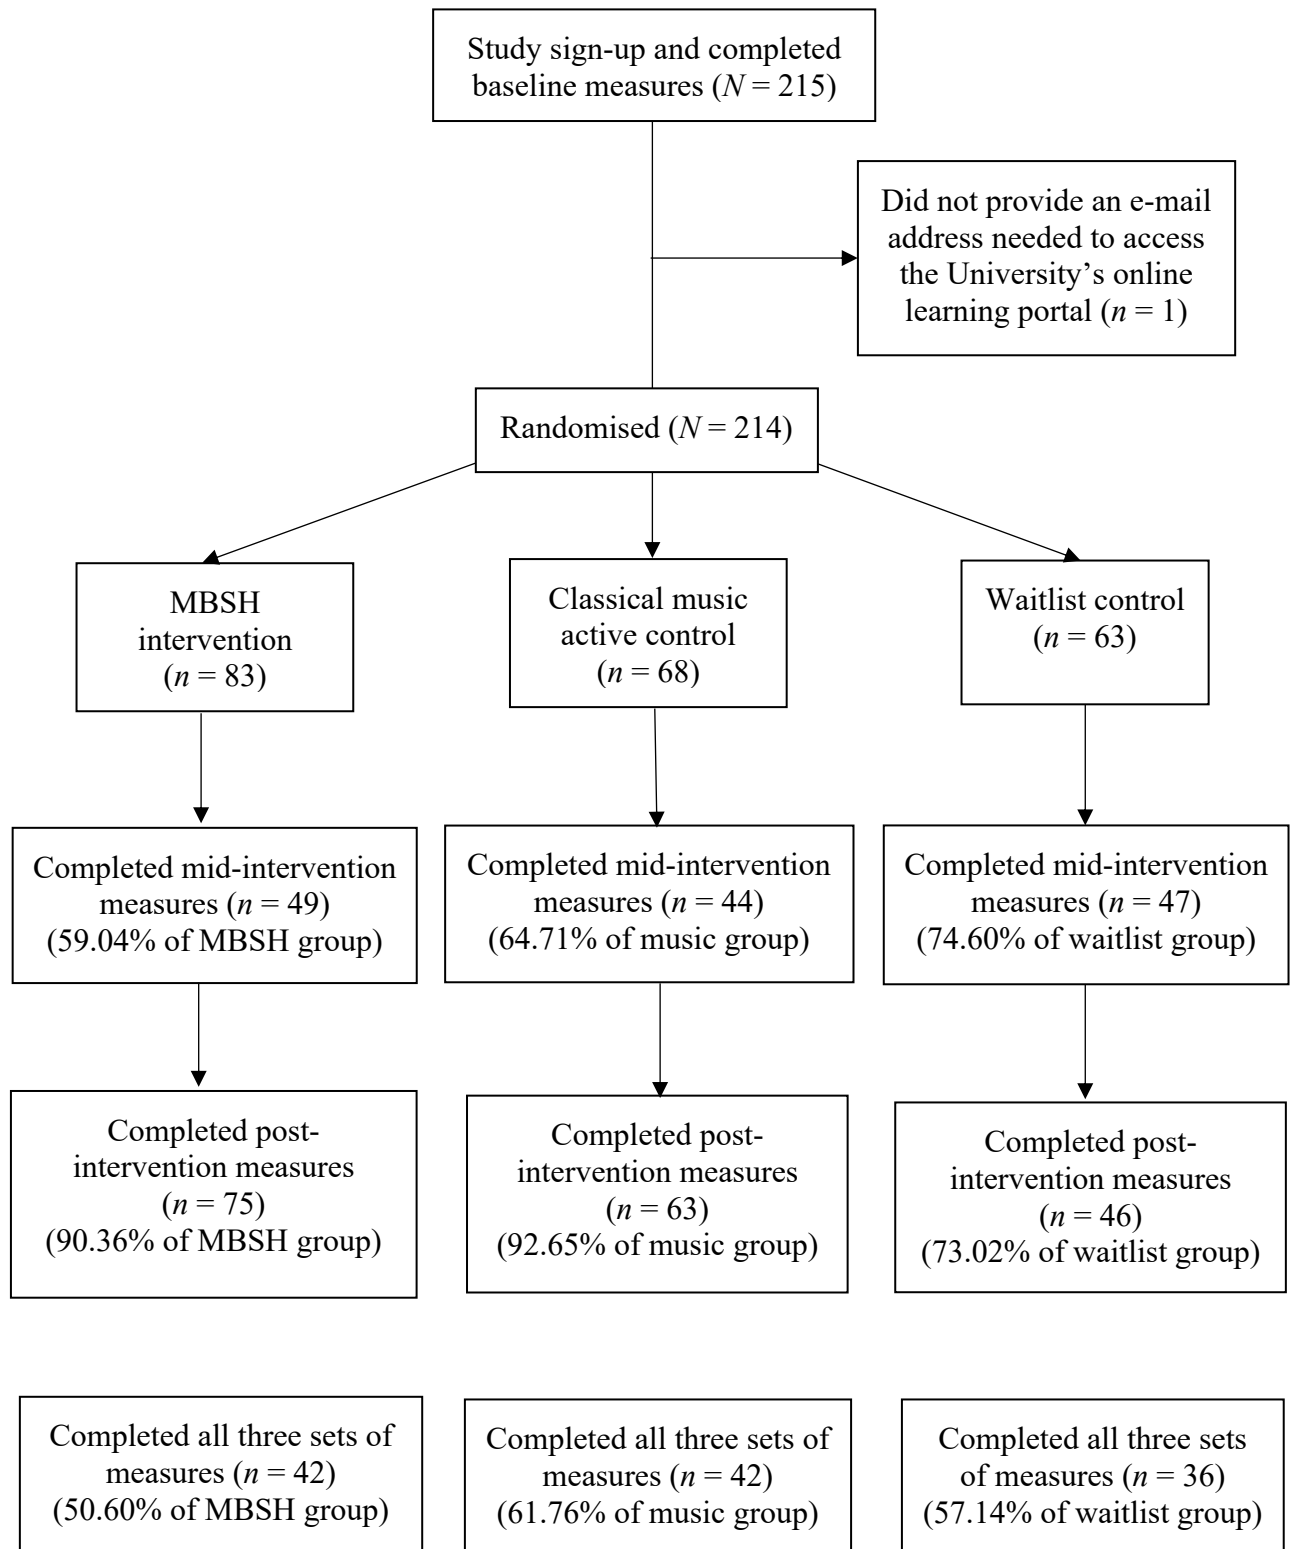 Study sign-up and completed
baseline measures (N = 215)
Did not provide an e-mail
address needed to access
the University’s online
learning portal (n = 1)
Randomised (N = 214)
MBSH
intervention
(n = 83)
Classical music
active control
(n = 68)
Waitlist control
(n = 63)
Completed mid-intervention
measures (n = 49)
(59.04% of MBSH group)
Completed mid-intervention
measures (n = 44)
(64.71% of music group)
Completed mid-intervention
measures (n = 47)
(74.60% of waitlist group)
Completed post-
intervention measures
(n = 75)
(90.36% of MBSH group)
Completed post-
intervention measures
(n = 63)
(92.65% of music group)
Completed post-
intervention measures
(n = 46)
(73.02% of waitlist group)
Completed all three sets of
measures (n = 42)
(50.60% of MBSH group)
Completed all three sets of
measures (n = 42)
(61.76% of music group)
Completed all three sets
of measures (n = 36)
(57.14% of waitlist group)